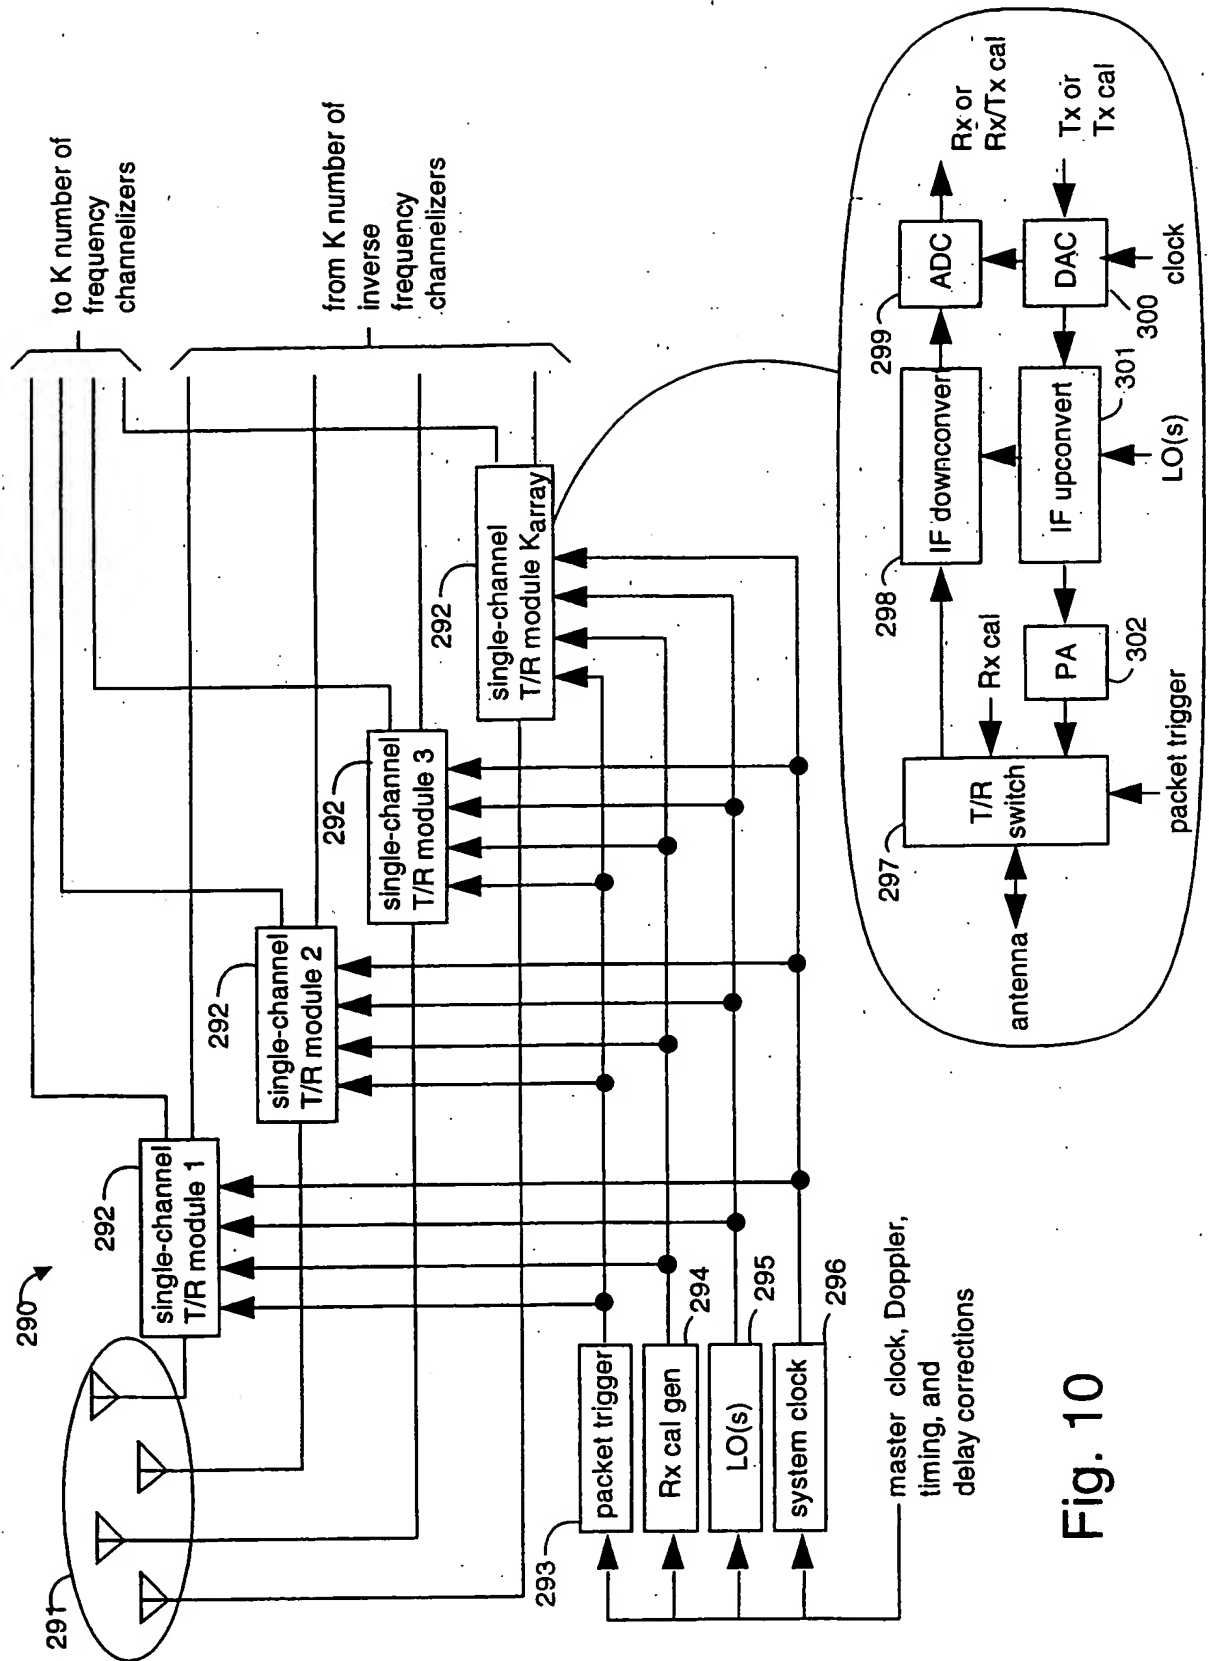 290
291
292
single-channel
T/R module 1
292
single-channel
T/R module 2
292
single-channel
T/R module 3
292
single-channel
T/R module Karray
to K number of
frequency
channelizers
from K number of
inverse
frequency
channelizers
293
packet trigger
Rx cal gen
294
LO(s)
295
system clock
296
master clock, Doppler,
timing, and
delay corrections
antenna
297
T/R
switch
packet trigger
Rx cal
298
IF downconvert
299
ADC
Rx or
Rx/Tx cal
PA
302
IF upconvert
301
LO(s)
DAC
300
clock
Tx or
Tx cal
Fig. 10